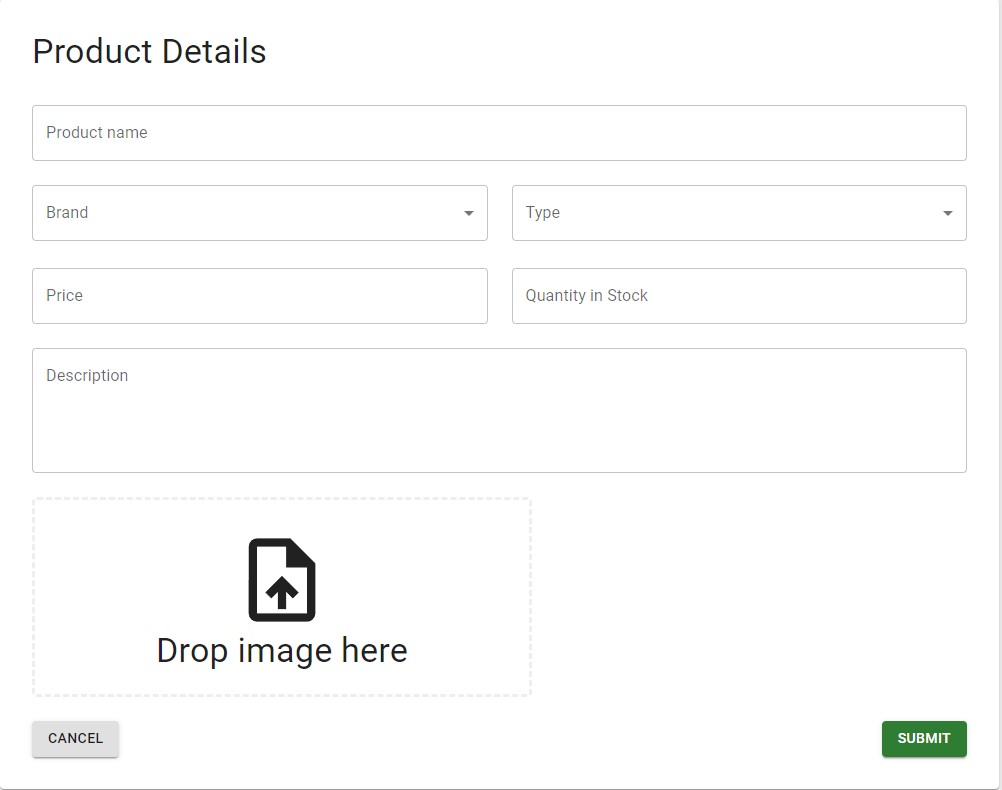 Product Details
Product name
Brand
Type
Price
Quantity in Stock
Description
Drop image here
CANCEL
SUBMIT